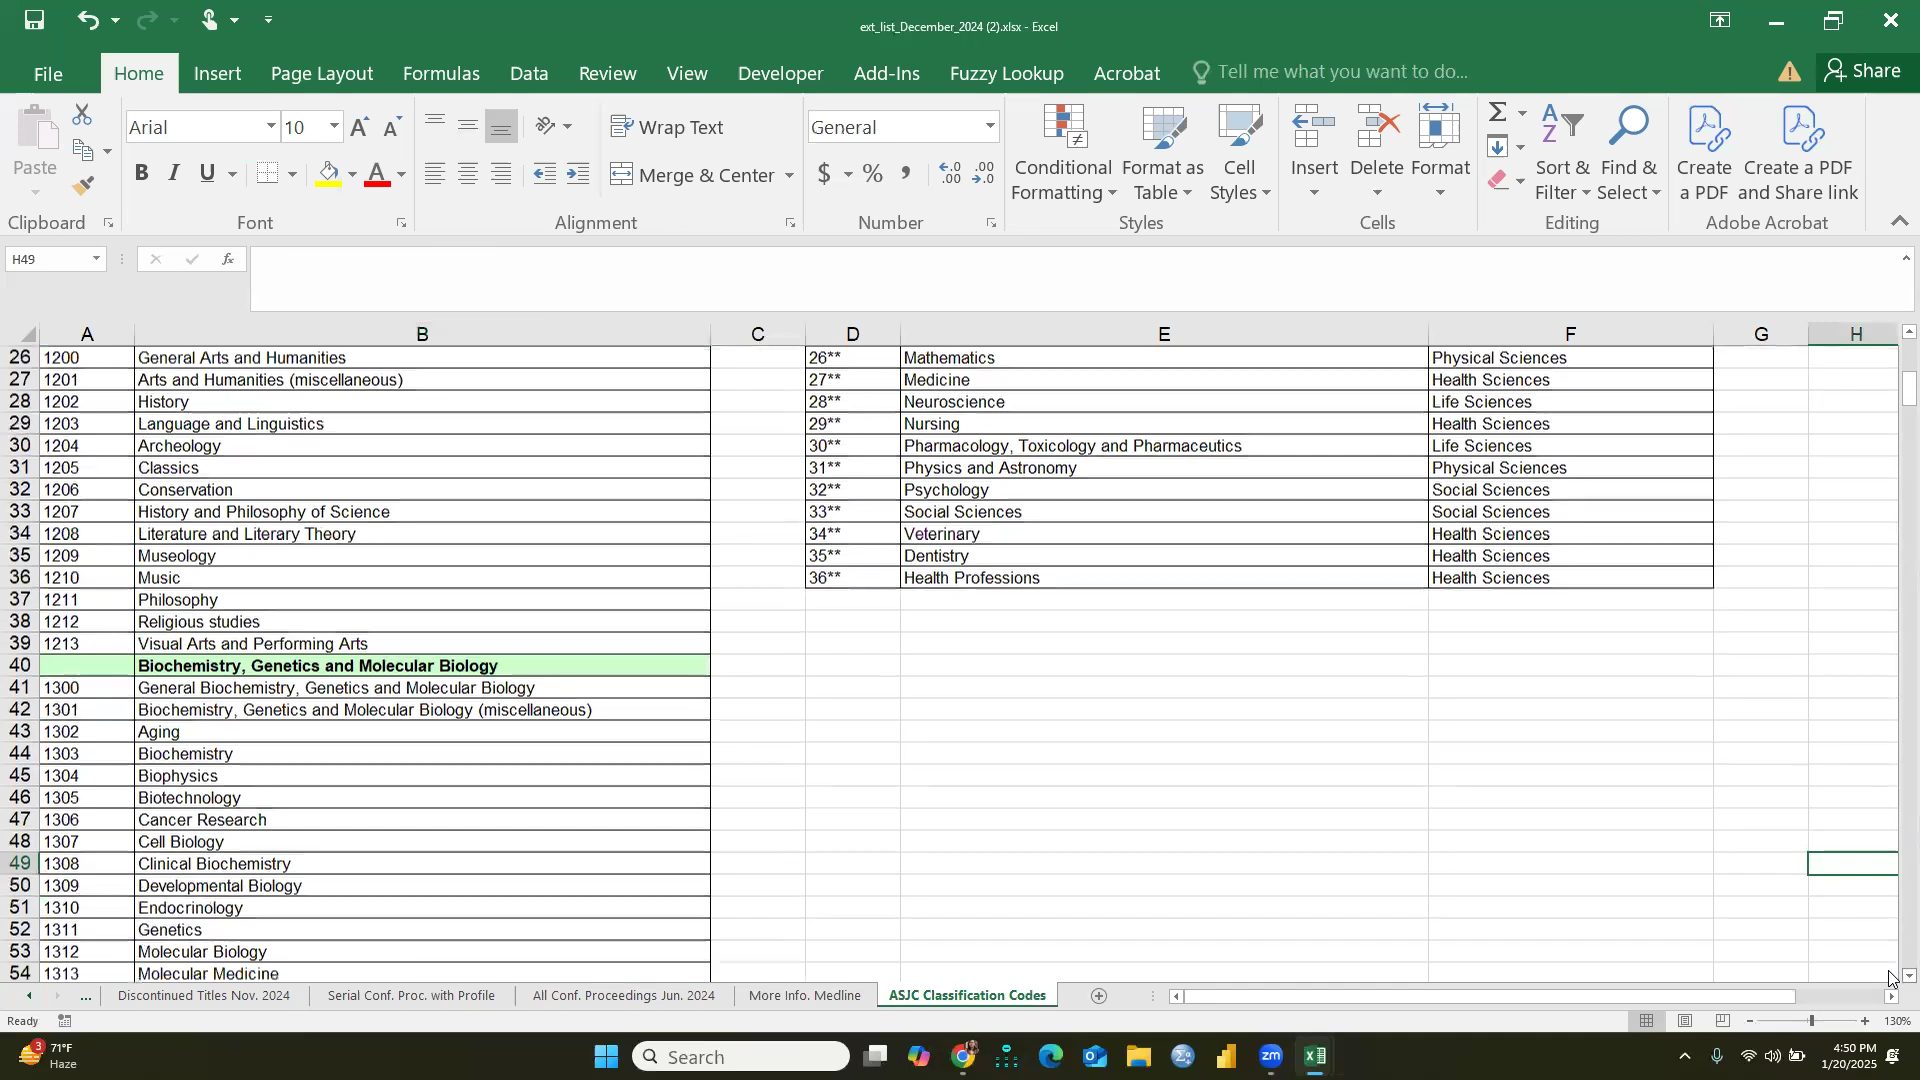 ext_list_December_2024 (2).xlsx - Excel
File Home Insert Page Layout Formulas Data Review View Developer Add-Ins Fuzzy Lookup Acrobat Tell me what you want to do... Share
Arial 10 Wrap Text General
Paste B I U Merge & Center $ % , Conditional Formatting Format as Table Cell Styles Insert Delete Format Sort & Filter Find & Select Create a PDF Create a PDF and Share link
Clipboard Font Alignment Number Styles Cells Editing Adobe Acrobat
H49 fx
A B C D E F G H
26 1200 General Arts and Humanities 26** Mathematics Physical Sciences
27 1201 Arts and Humanities (miscellaneous) 27** Medicine Health Sciences
28 1202 History 28** Neuroscience Life Sciences
29 1203 Language and Linguistics 29** Nursing Health Sciences
30 1204 Archeology 30** Pharmacology, Toxicology and Pharmaceutics Life Sciences
31 1205 Classics 31** Physics and Astronomy Physical Sciences
32 1206 Conservation 32** Psychology Social Sciences
33 1207 History and Philosophy of Science 33** Social Sciences Social Sciences
34 1208 Literature and Literary Theory 34** Veterinary Health Sciences
35 1209 Museology 35** Dentistry Health Sciences
36 1210 Music 36** Health Professions Health Sciences
37 1211 Philosophy
38 1212 Religious studies
39 1213 Visual Arts and Performing Arts
40 Biochemistry, Genetics and Molecular Biology
41 1300 General Biochemistry, Genetics and Molecular Biology
42 1301 Biochemistry, Genetics and Molecular Biology (miscellaneous)
43 1302 Aging
44 1303 Biochemistry
45 1304 Biophysics
46 1305 Biotechnology
47 1306 Cancer Research
48 1307 Cell Biology
49 1308 Clinical Biochemistry
50 1309 Developmental Biology
51 1310 Endocrinology
52 1311 Genetics
53 1312 Molecular Biology
54 1313 Molecular Medicine
... Discontinued Titles Nov. 2024 Serial Conf. Proc. with Profile All Conf. Proceedings Jun. 2024 More Info. Medline ASJC Classification Codes
Ready 130%
3 71°F Search zm 4:50 PM
Haze 1/20/2025